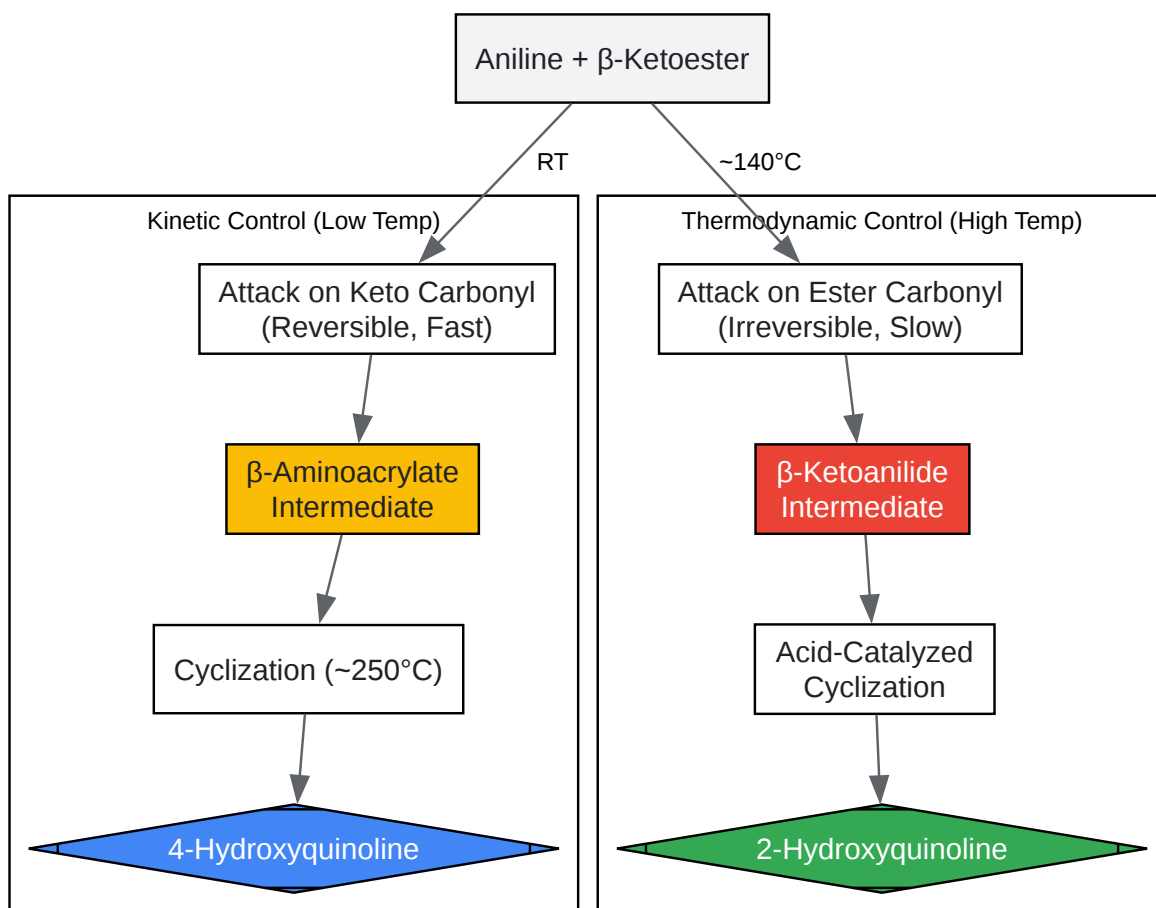 Aniline + β-Ketoester
RT
~140°C
Kinetic Control (Low Temp)
Attack on Keto Carbonyl
(Reversible, Fast)
β-Aminoacrylate
Intermediate
Cyclization (~250°C)
4-Hydroxyquinoline
Thermodynamic Control (High Temp)
Attack on Ester Carbonyl
(Irreversible, Slow)
β-Ketoanilide
Intermediate
Acid-Catalyzed
Cyclization
2-Hydroxyquinoline